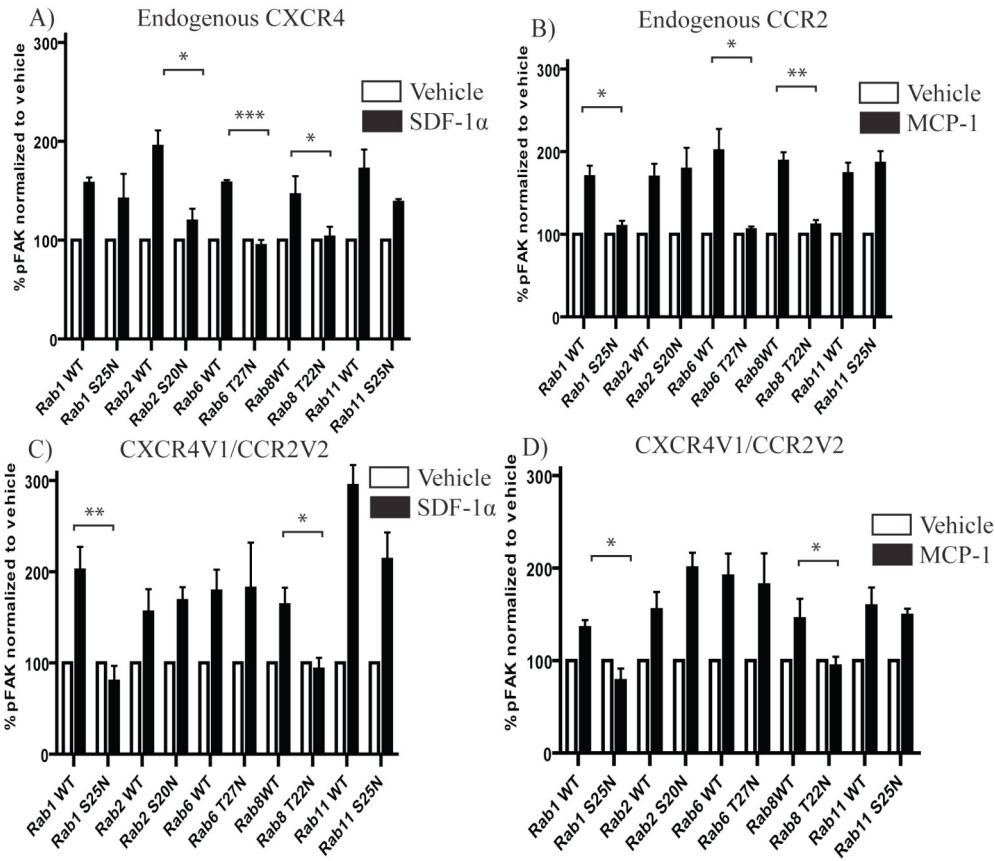 A)
Endogenous CXCR4
%pFAK normalized to vehicle
300
200
100
0
*
***
*
Vehicle
SDF-1α
Rab1 WT
Rab1 S25N
Rab2 WT
Rab2 S20N
Rab6 WT
Rab6 T27N
Rab8WT
Rab8 T22N
Rab11 WT
Rab11 S25N
B)
Endogenous CCR2
%pFAK normalized to vehicle
300
200
100
0
*
*
**
Vehicle
MCP-1
Rab1 WT
Rab1 S25N
Rab2 WT
Rab2 S20N
Rab6 WT
Rab6 T27N
Rab8WT
Rab8 T22N
Rab11 WT
Rab11 S25N
C)
CXCR4V1/CCR2V2
%pFAK normalized to vehicle
300
200
100
0
**
*
Vehicle
SDF-1α
Rab1 WT
Rab1 S25N
Rab2 WT
Rab2 S20N
Rab6 WT
Rab6 T27N
Rab8WT
Rab8 T22N
Rab11 WT
Rab11 S25N
D)
CXCR4V1/CCR2V2
%pFAK normalized to vehicle
300
200
100
0
*
*
Vehicle
MCP-1
Rab1 WT
Rab1 S25N
Rab2 WT
Rab2 S20N
Rab6 WT
Rab6 T27N
Rab8WT
Rab8 T22N
Rab11 WT
Rab11 S25N